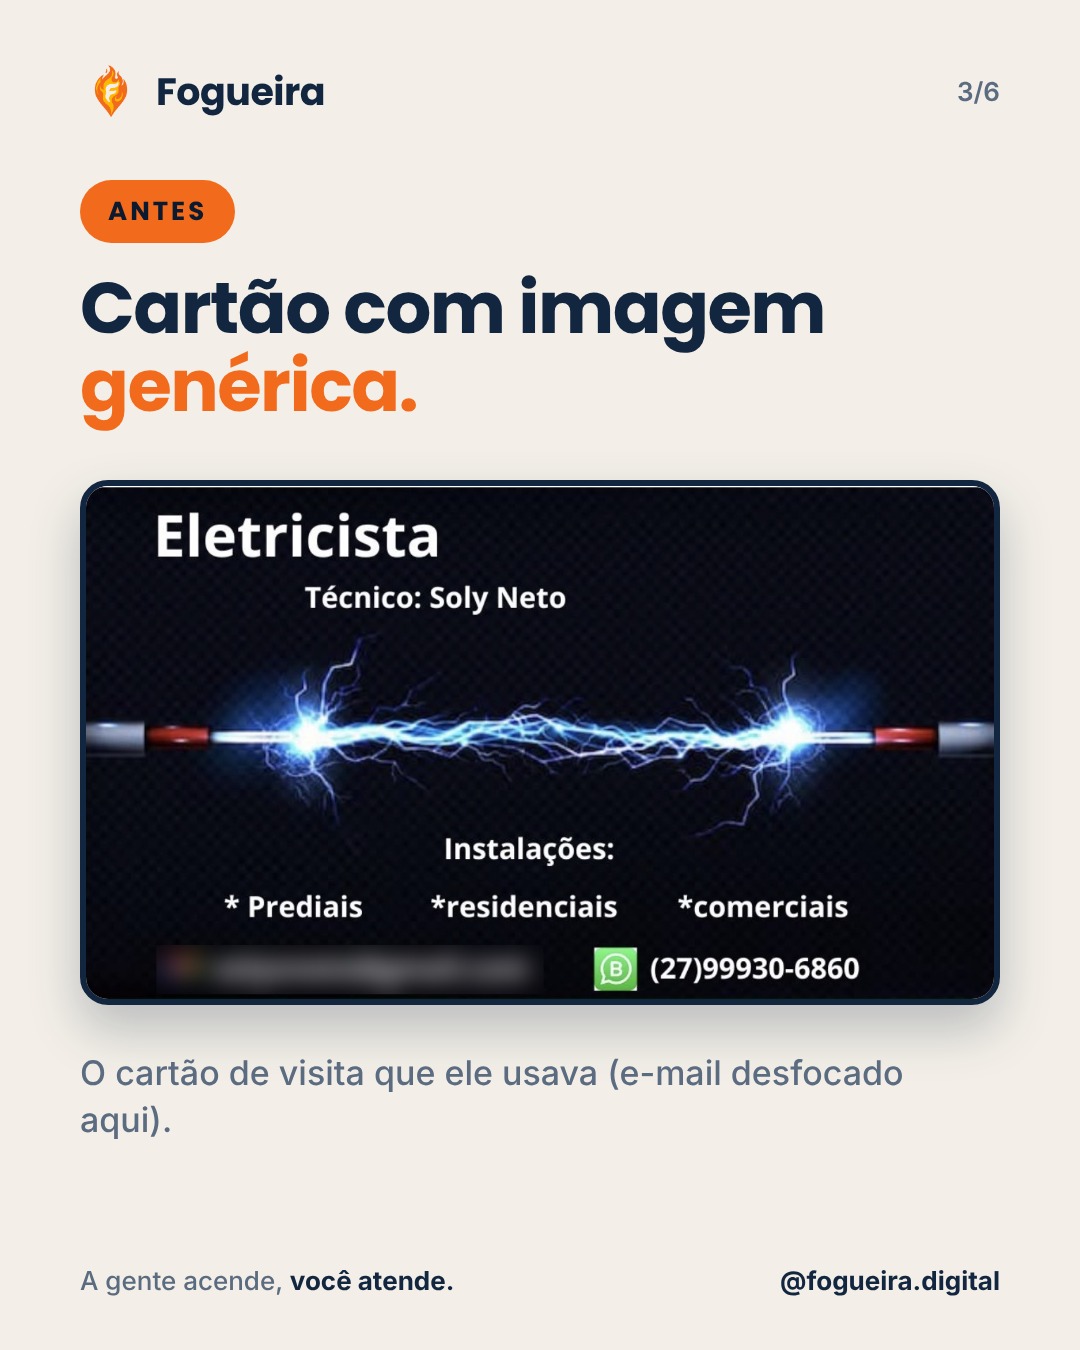 Fogueira
3/6
ANTES
Cartão com imagem
genérica.
Eletricista
Técnico: Soly Neto
Instalações:
* Prediais *residenciais *comerciais
(27)99930-6860
O cartão de visita que ele usava (e-mail desfocado
aqui).
A gente acende, você atende.
@fogueira.digital